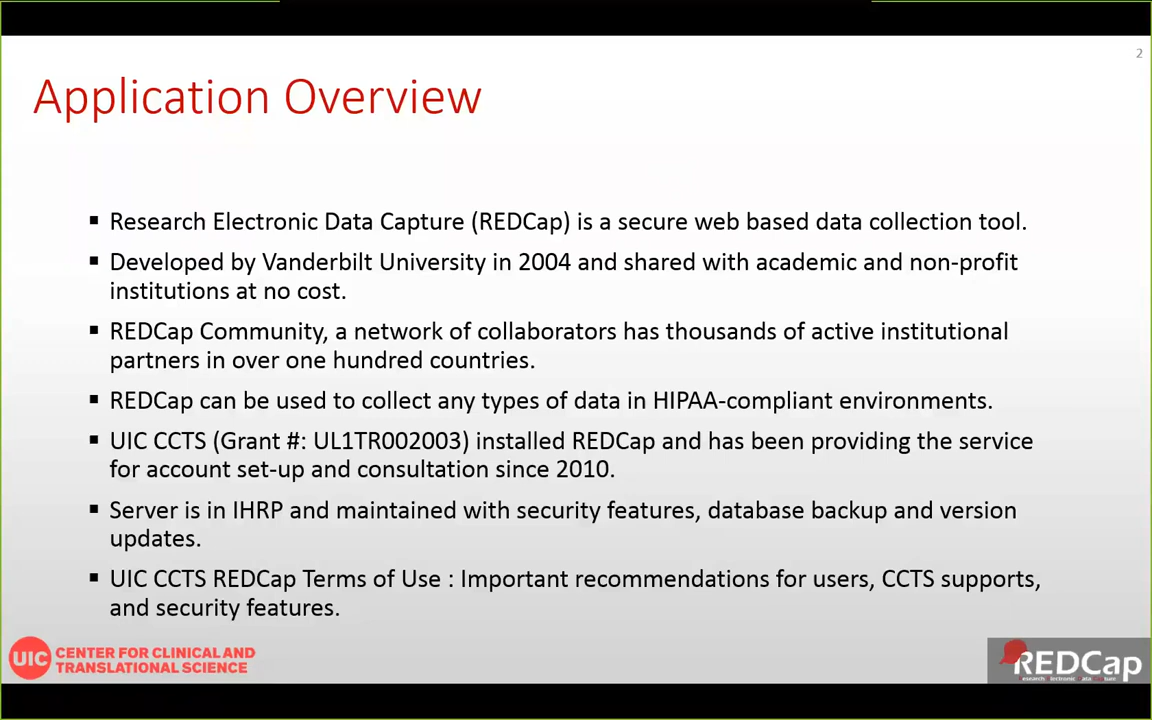 2
Application Overview
▪ Research Electronic Data Capture (REDCap) is a secure web based data collection tool.
▪ Developed by Vanderbilt University in 2004 and shared with academic and non-profit
institutions at no cost.
▪ REDCap Community, a network of collaborators has thousands of active institutional
partners in over one hundred countries.
▪ REDCap can be used to collect any types of data in HIPAA-compliant environments.
▪ UIC CCTS (Grant #: UL1TR002003) installed REDCap and has been providing the service
for account set-up and consultation since 2010.
▪ Server is in IHRP and maintained with security features, database backup and version
updates.
▪ UIC CCTS REDCap Terms of Use : Important recommendations for users, CCTS supports,
and security features.
UIC CENTER FOR CLINICAL AND
TRANSLATIONAL SCIENCE
REDCap
Research Electronic Data Capture